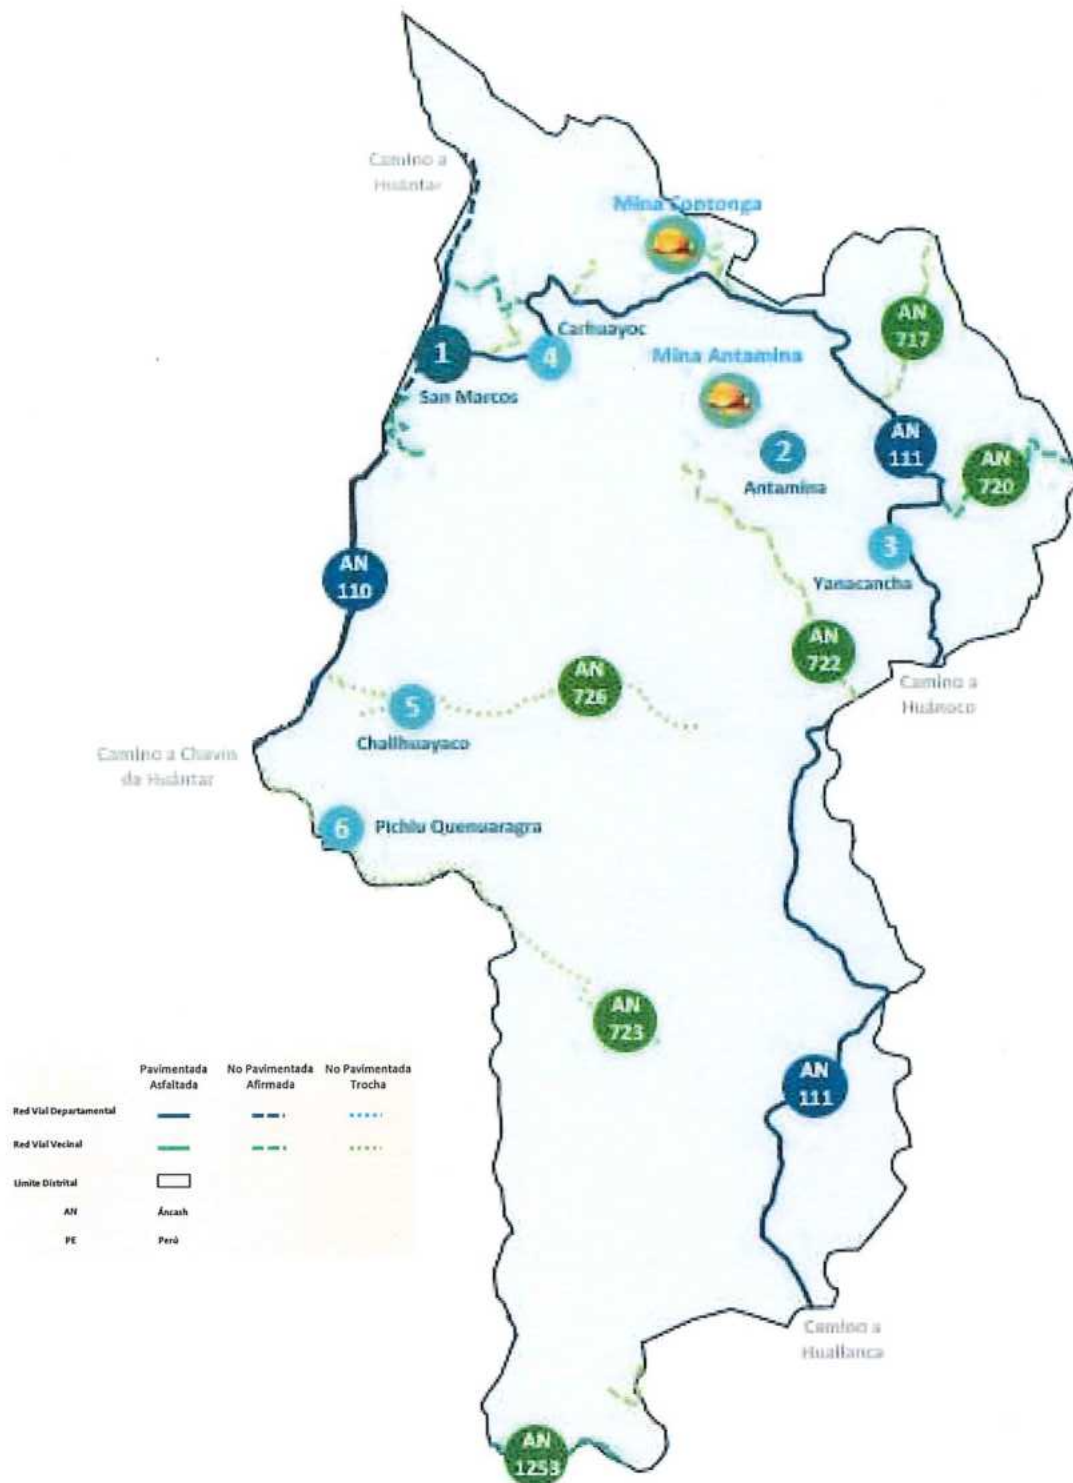 Camino a
Huántar
Mina Contonga
AN
717
Carhuayoc
1
4
Mina Antamina
San Marcos
AN
111
2
AN
720
Antamina
3
AN
110
Yanacancha
AN
722
AN
726
Camino a
Huánuco
5
Challhuayaco
Camino a Chavín
de Huántar
6
Pichiu Quenuaragra
AN
723
AN
111
Pavimentada
Asfaltada
No Pavimentada
Afirmada
No Pavimentada
Trocha
Red Vial Departamental
Red Vial Vecinal
Limite Distrital
AN
Áncash
PE
Perú
Camino a
Huallanca
AN
1253